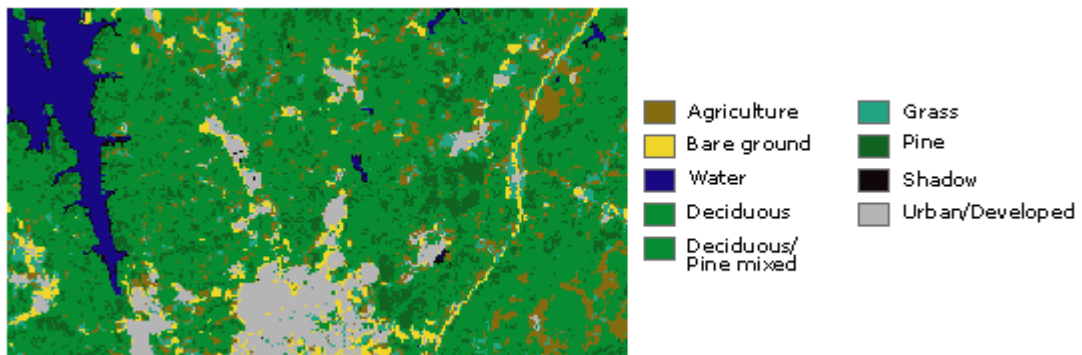 Agriculture
Bare ground
Water
Deciduous
Deciduous/
Pine mixed
Grass
Pine
Shadow
Urban/Developed